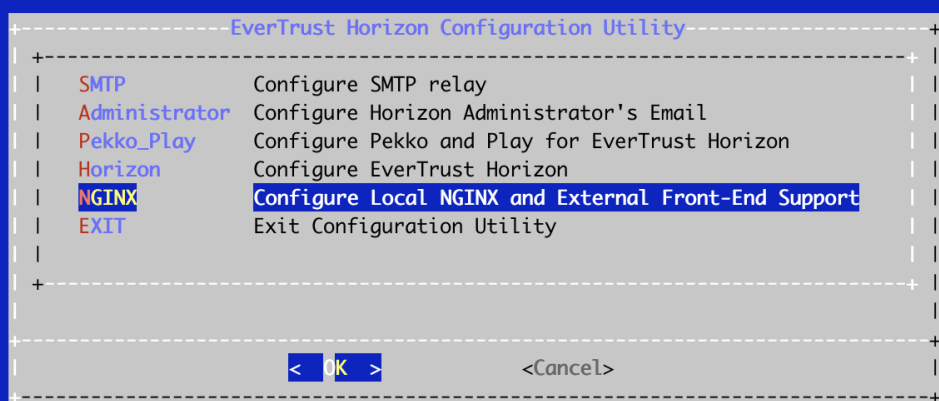 EverTrust Horizon Configuration Utility
SMTP Configure SMTP relay
Administrator Configure Horizon Administrator's Email
Pekko_Play Configure Pekko and Play for EverTrust Horizon
Horizon Configure EverTrust Horizon
NGINX Configure Local NGINX and External Front-End Support
EXIT Exit Configuration Utility
< OK > <Cancel>